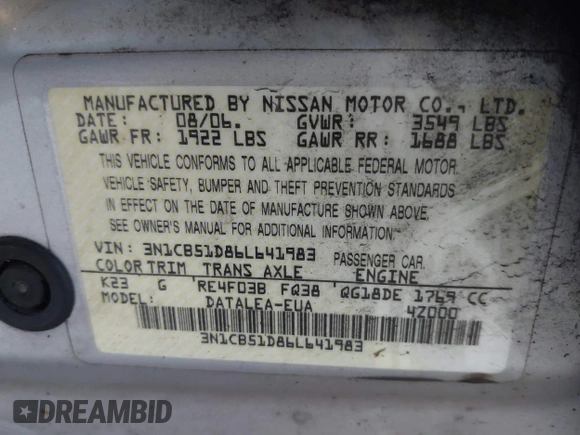 MANUFACTURED BY NISSAN MOTOR CO., LTD.
DATE: 08/06. GVWR: 3549 LBS
GAWR FR: 1922 LBS GAWR RR: 1688 LBS
THIS VEHICLE CONFORMS TO ALL APPLICABLE FEDERAL MOTOR
VEHICLE SAFETY, BUMPER AND THEFT PREVENTION STANDARDS
IN EFFECT ON THE DATE OF MANUFACTURE SHOWN ABOVE.
SEE OWNER'S MANUAL FOR ADDITIONAL INFORMATION.
VIN: 3N1CB51D86L641983 PASSENGER CAR
COLOR TRIM TRANS AXLE ENGINE
K23 G RE4F03B FQ38 QG18DE 1769 CC
MODEL: DATALEA-EUA 4Z000
3N1CB51D86L641983
DREAMBID